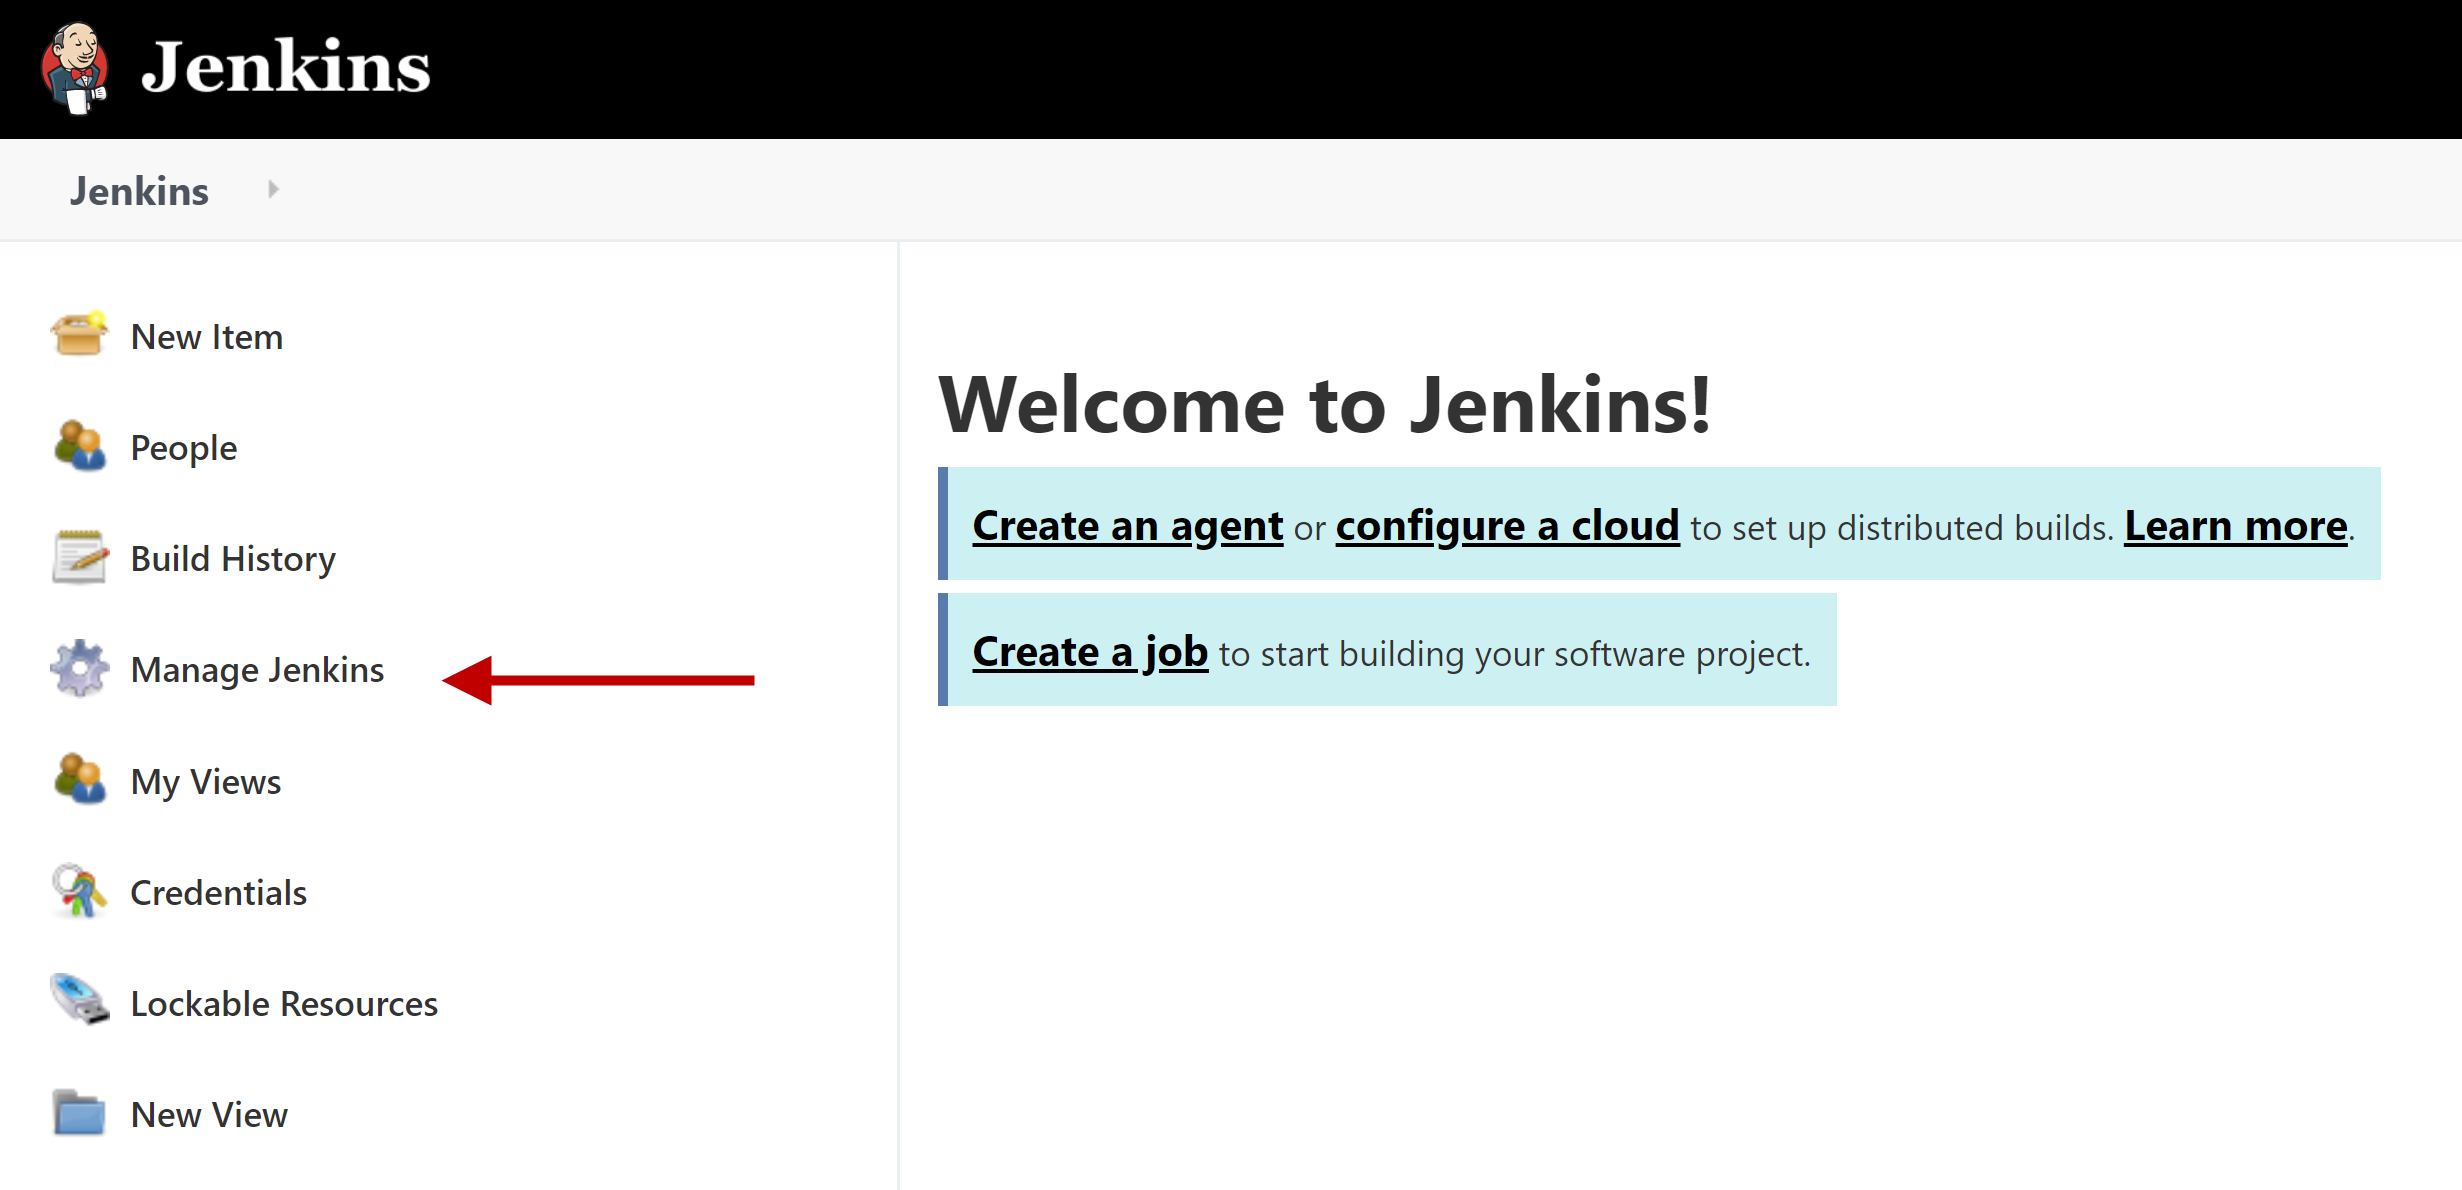 Jenkins
Jenkins
New Item
People
Build History
Manage Jenkins
My Views
Credentials
Lockable Resources
New View
Welcome to Jenkins!
Create an agent or configure a cloud to set up distributed builds. Learn more.
Create a job to start building your software project.